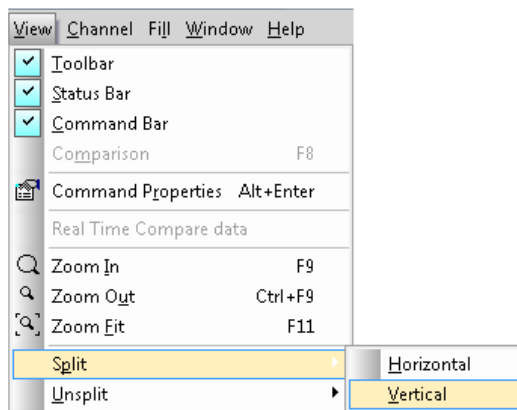 View Channel Fill Window Help
Toolbar
Status Bar
Command Bar
Comparison F8
Command Properties Alt+Enter
Real Time Compare data
Zoom In F9
Zoom Out Ctrl+F9
Zoom Fit F11
Split Horizontal
Unsplit Vertical